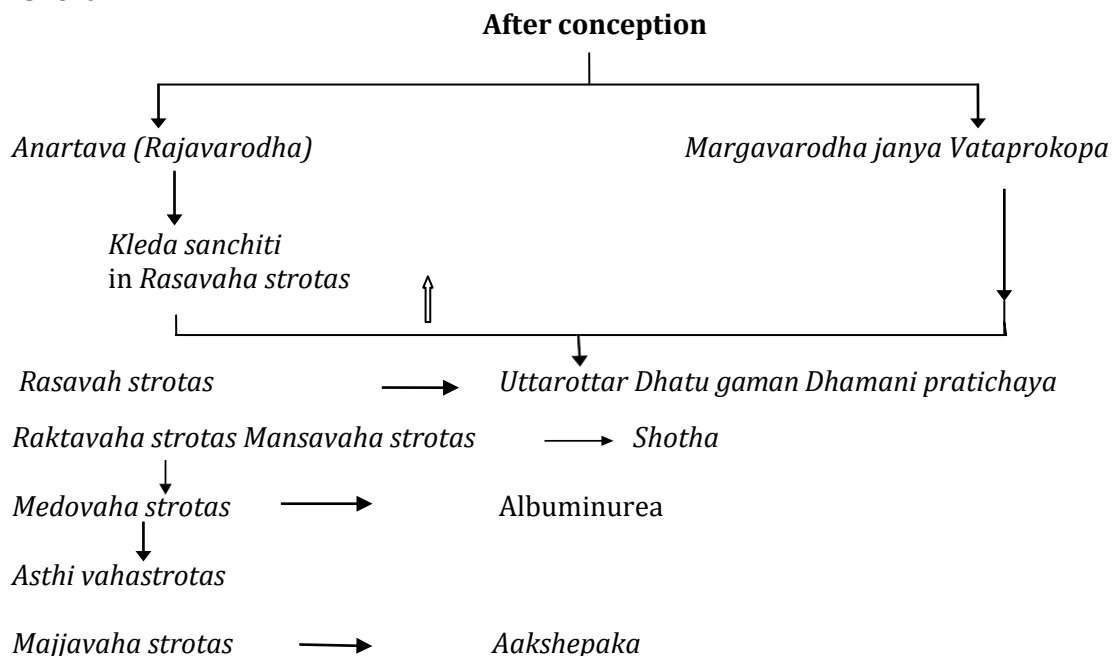 After conception
Anartava (Rajavarodha) Margavarodha janya Vataprokopa
Kleda sanchiti
in Rasavaha strotas
Rasavah strotas Uttarottar Dhatu gaman Dhamani pratichaya
Raktavaha strotas Mansavaha strotas Shotha
Medovaha strotas Albuminurea
Asthi vahastrotas
Majjavaha strotas Aakshepaka